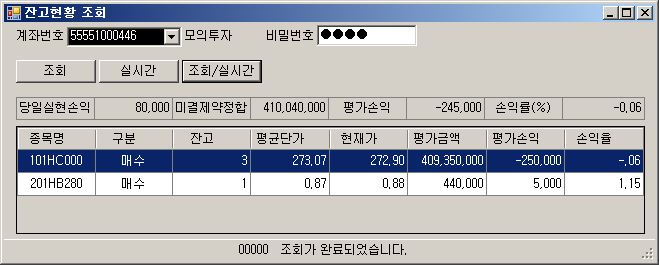 잔고현황 조회
계좌번호 55551000446 모의투자 비밀번호 ●●●●
조회 실시간 조회/실시간
당일실현손익 80,000 미결제약정합 410,040,000 평가손익 -245,000 손익률(%) -0,06
종목명 구분 잔고 평균단가 현재가 평가금액 평가손익 손익율
101HC000 매수 3 273,07 272,90 409,350,000 -250,000 -,06
201HB280 매수 1 0,87 0,88 440,000 5,000 1,15
00000 조회가 완료되었습니다.